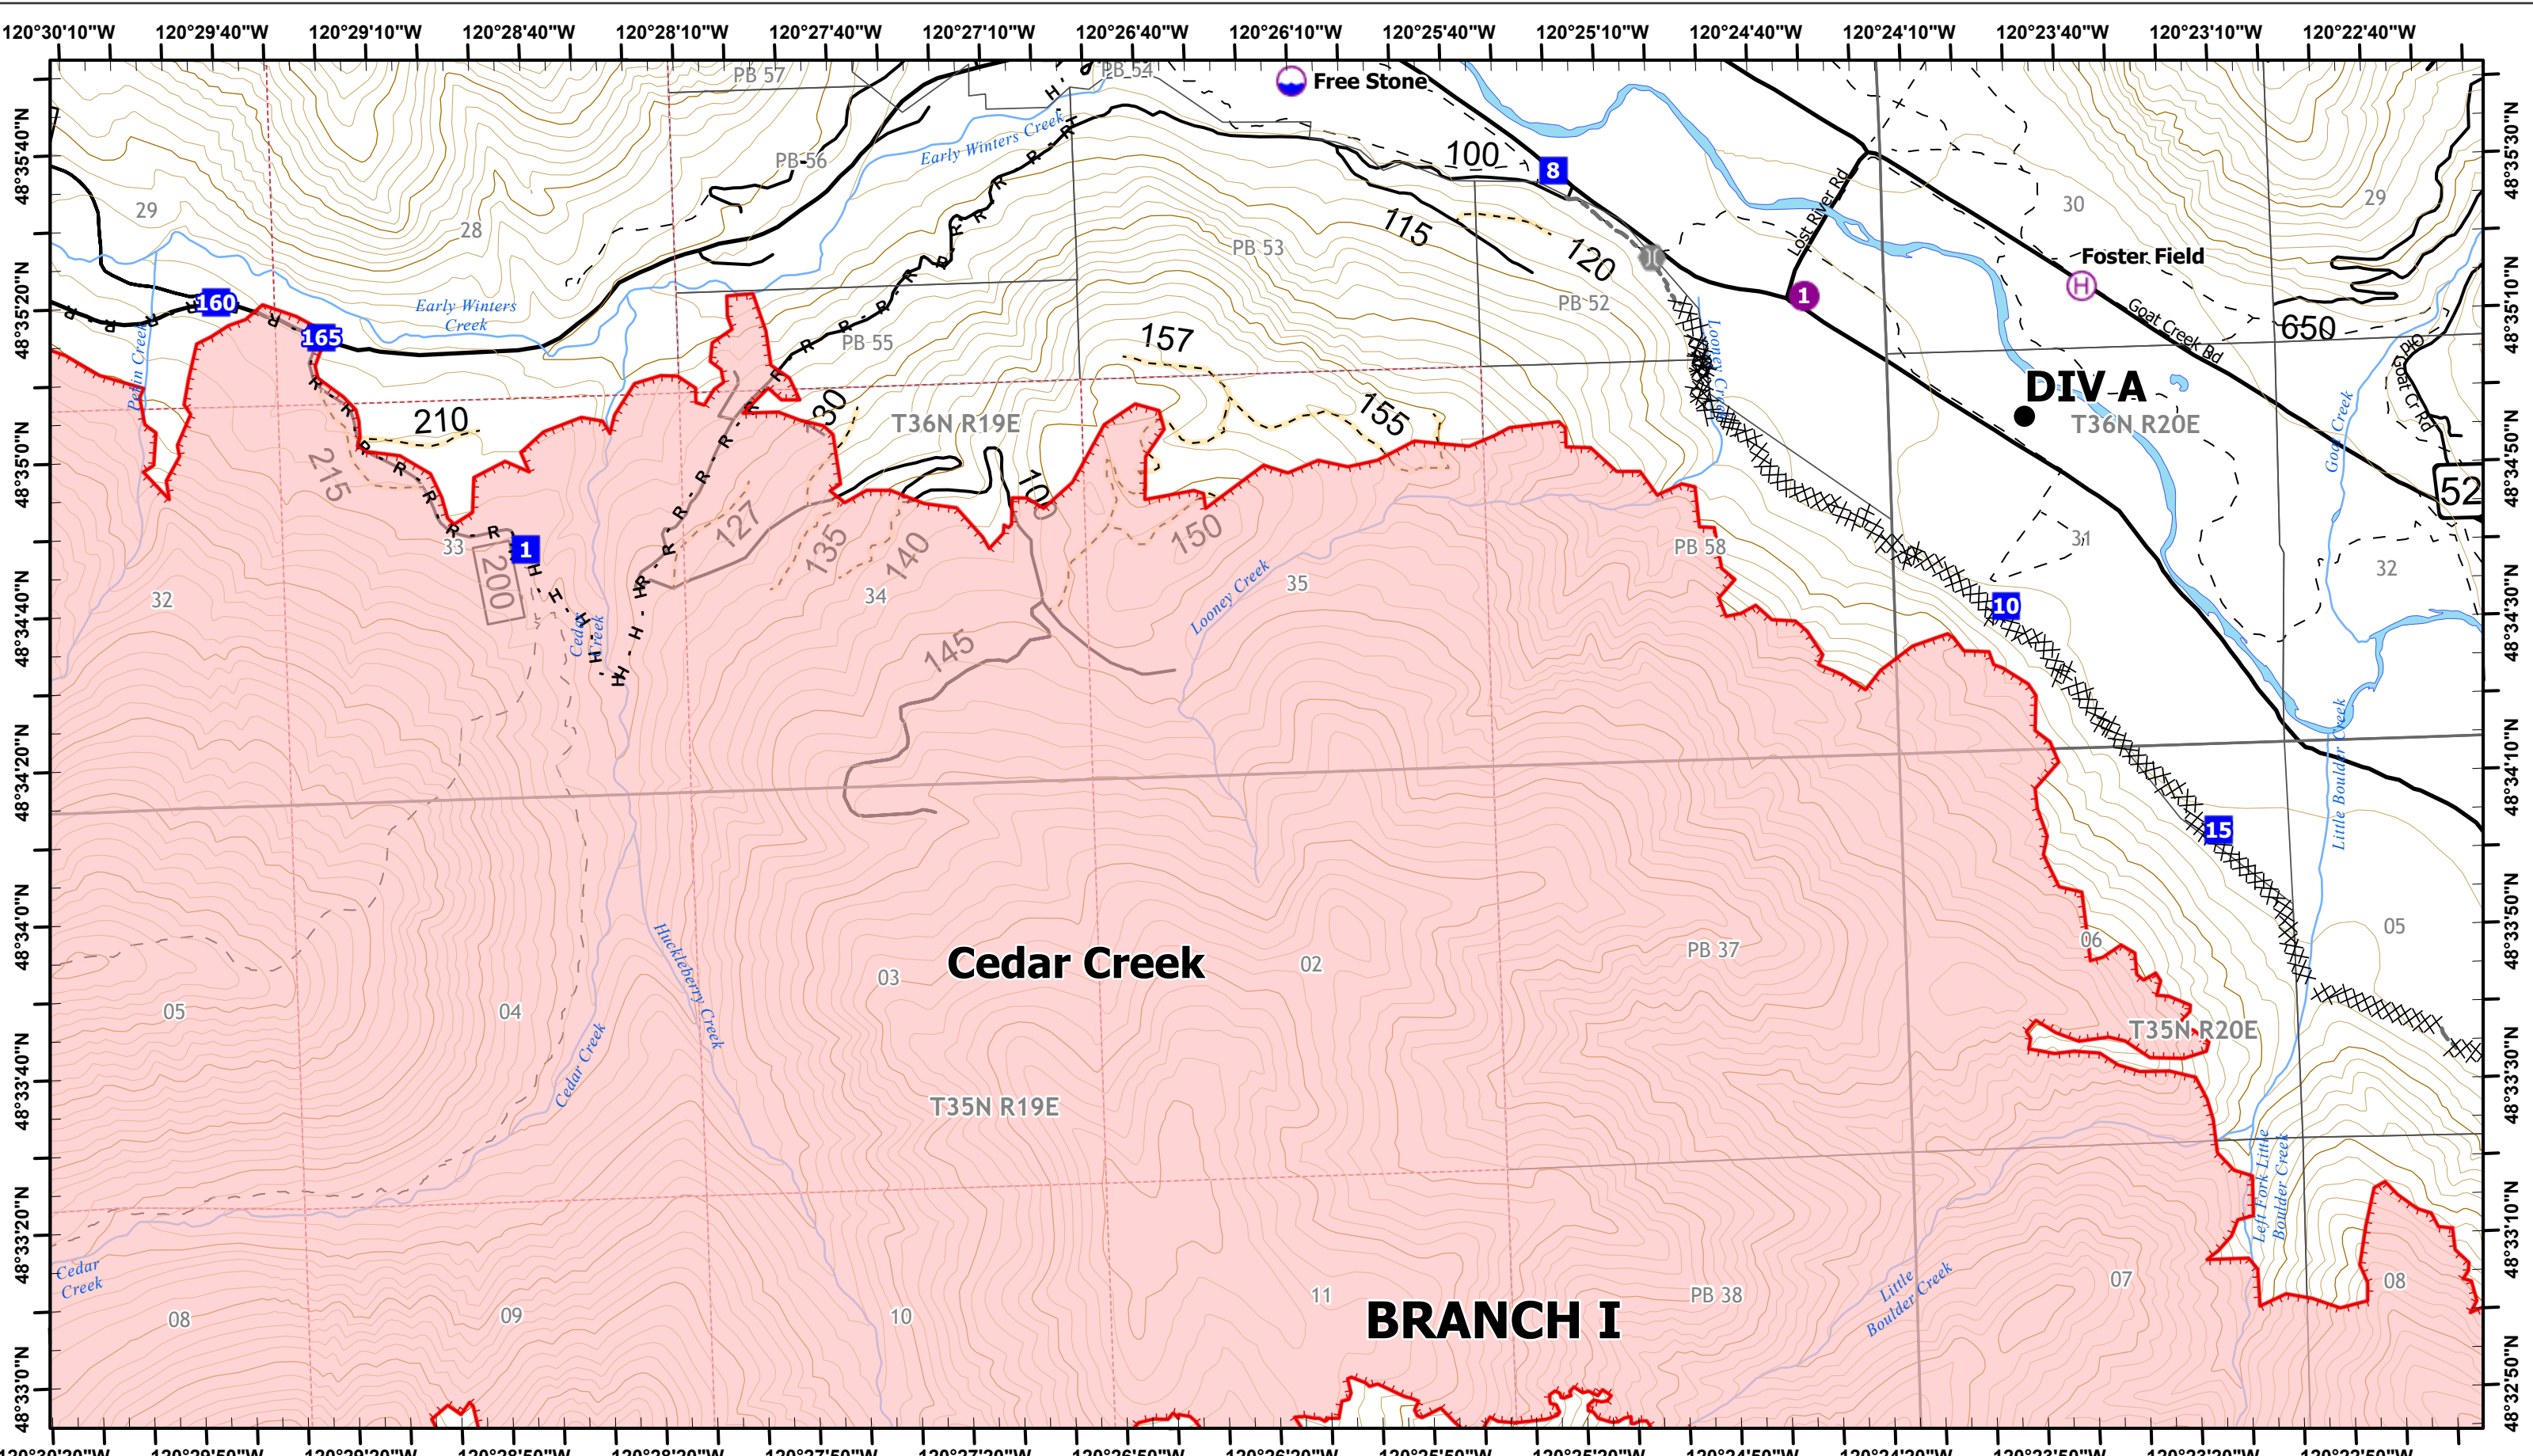 120°30'10"W 120°29'40"W 120°29'10"W 120°28'40"W 120°28'10"W 120°27'40"W 120°27'10"W 120°26'40"W 120°26'10"W 120°25'40"W 120°25'10"W 120°24'40"W 120°24'10"W 120°23'40"W 120°23'10"W 120°22'40"W
48°35'40"N
48°35'20"N
48°35'0"N
48°34'40"N
48°34'20"N
48°34'0"N
48°33'40"N
48°33'20"N
48°33'0"N
48°35'30"N
48°35'10"N
48°34'50"N
48°34'30"N
48°34'10"N
48°33'50"N
48°33'30"N
48°33'10"N
48°32'50"N
PB 57
PB 54
Free Stone
Early Winters Creek
PB 56
100
8
29
28
115
PB 53
120
Lost River Rd
30
29
Foster Field
H
Goat Creek Rd
160
165
Early Winters
Creek
Perrin Creek
PB 55
PB 52
1
650
157
Looney Creek
DIV A
T36N R20E
Goat Cr Rd
Goat Creek
210
130
T36N R19E
155
215
100
52
33
1
200
127
135
140
150
PB 58
31
32
32
34
35
Looney Creek
10
Cedar
Creek
145
15
Little Boulder Creek
Huckleberry Creek
Cedar Creek
03
02
PB 37
06
05
05
04
Cedar Creek
T35N R20E
T35N R19E
Left Fork Little
Boulder Creek
Cedar
Creek
Little
Boulder Creek
08
09
10
11
PB 38
07
08
BRANCH I